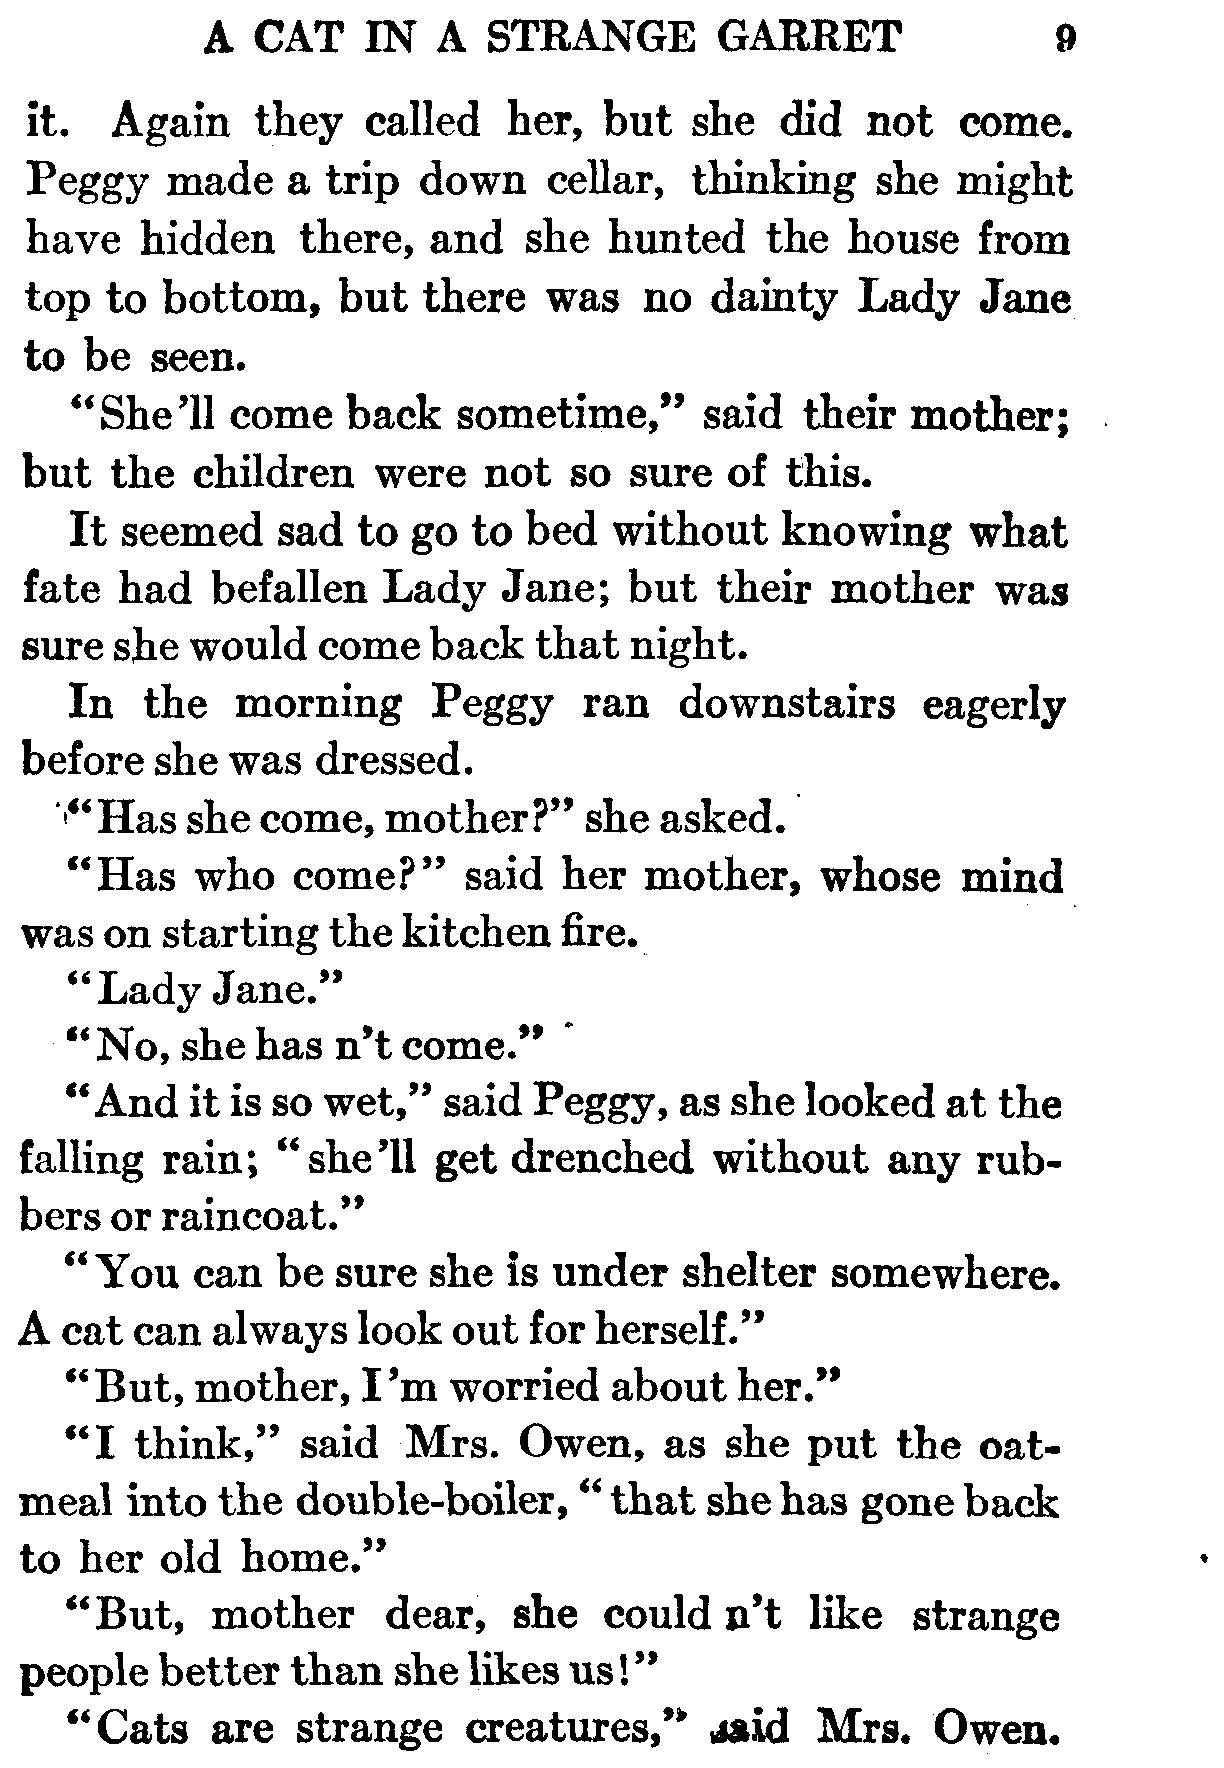 A CAT IN A STRANGE GARRET 9
it. Again they called her, but she did not come.
Peggy made a trip down cellar, thinking she might
have hidden there, and she hunted the house from
top to bottom, but there was no dainty Lady Jane
to be seen.
“She’ll come back sometime,” said their mother;
but the children were not so sure of this.
It seemed sad to go to bed without knowing what
fate had befallen Lady Jane; but their mother was
sure she would come back that night.
In the morning Peggy ran downstairs eagerly
before she was dressed.
“Has she come, mother?” she asked.
“Has who come?” said her mother, whose mind
was on starting the kitchen fire.
“Lady Jane.”
“No, she has n’t come.”
“And it is so wet,” said Peggy, as she looked at the
falling rain; “she’ll get drenched without any rub-
bers or raincoat.”
“You can be sure she is under shelter somewhere.
A cat can always look out for herself.”
“But, mother, I’m worried about her.”
“I think,” said Mrs. Owen, as she put the oat-
meal into the double-boiler, “that she has gone back
to her old home.”
“But, mother dear, she could n’t like strange
people better than she likes us!”
“Cats are strange creatures,” said Mrs. Owen.